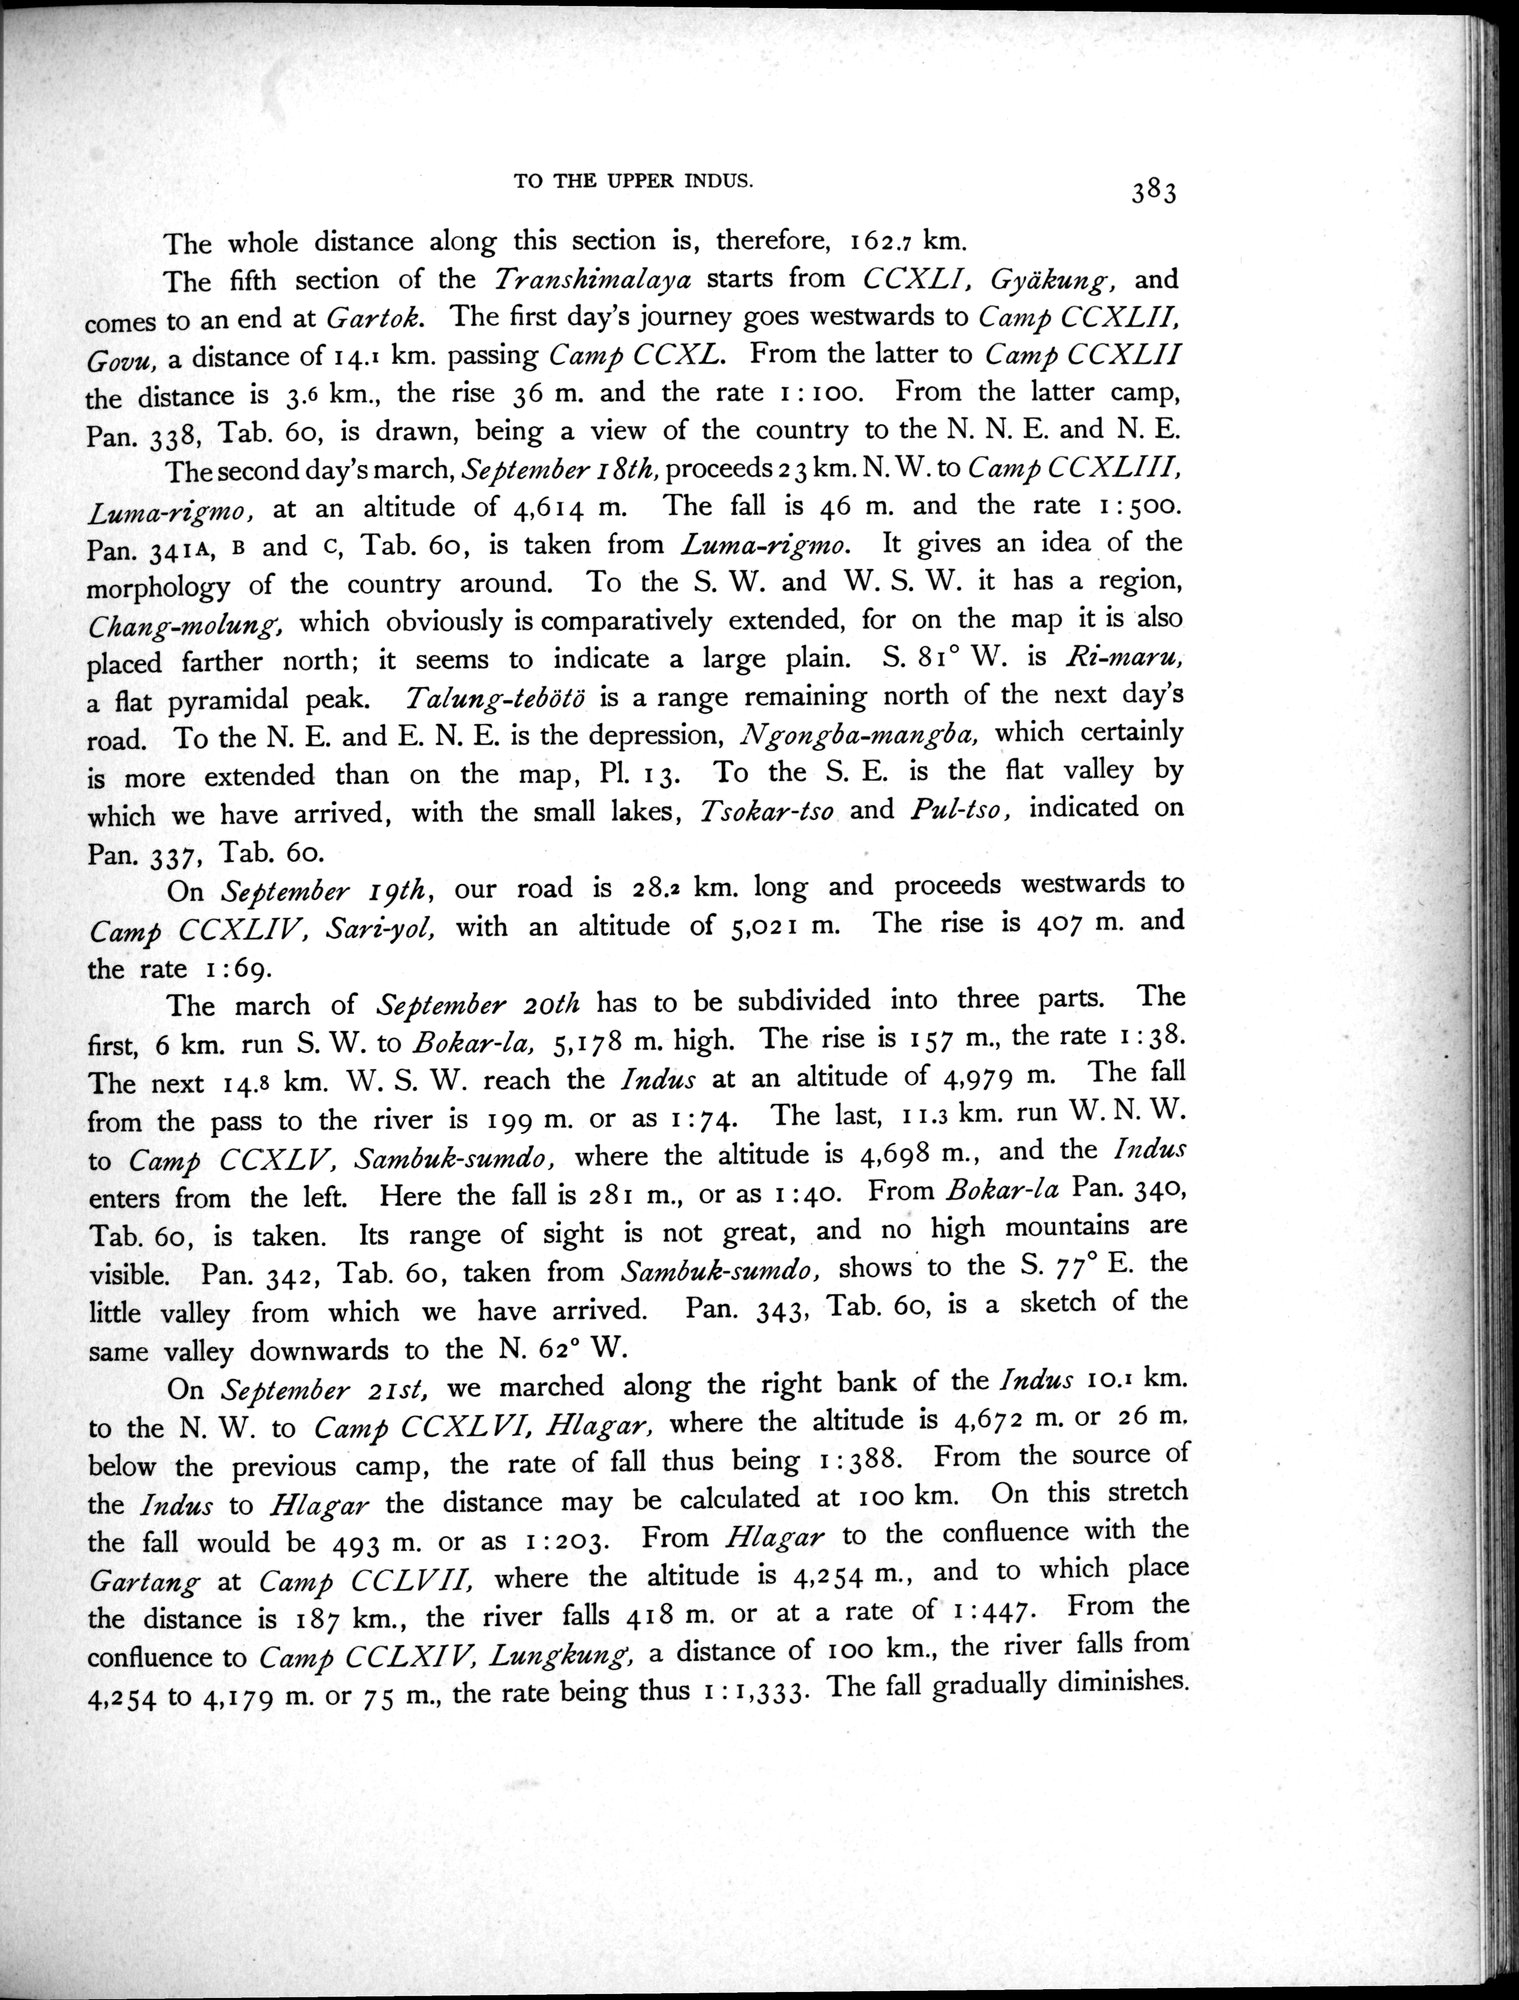 TO THE UPPER INDUS.
383
The whole distance along this section is, therefore, 162.7 km.
The fifth section of the Transhimalaya starts from CCXLI, Gyäkung, and
comes to an end at Gartok. The first day's journey goes westwards to Camp CCXLII,
Govu, a distance of 14.1 km. passing Camp CCXL. From the latter to Camp CCXLII
the distance is 3.6 km., the rise 36 m. and the rate 1:100. From the latter camp,
Pan. 338, Tab. 60, is drawn, being a view of the country to the N. N. E. and N. E.
The second day's march, September 18th, proceeds 23 km. N. W. to Camp CCXLIII,
Luma-rigmo, at an altitude of 4,614 m. The fall is 46 m. and the rate 1:500.
Pan. 341A, B and C, Tab. 60, is taken from Luma-rigmo. It gives an idea of the
morphology of the country around. To the S. W. and W. S. W. it has a region,
Chang-molung, which obviously is comparatively extended, for on the map it is also
placed farther north; it seems to indicate a large plain. S. 81° W. is Ri-maru,
a flat pyramidal peak. Talung-tebötö is a range remaining north of the next day's
road. To the N. E. and E. N. E. is the depression, Ngongba-mangba, which certainly
is more extended than on the map, Pl. 13. To the S. E. is the flat valley by
which we have arrived, with the small lakes, Tsokar-tso and Pul-tso, indicated on
Pan. 337, Tab. 60.
On September 19th, our road is 28.2 km. long and proceeds westwards to
Camp CCXLIV, Sari-yol, with an altitude of 5,021 m. The rise is 407 m. and
the rate 1:69.
The march of September 20th has to be subdivided into three parts. The
first, 6 km. run S. W. to Bokar-la, 5,178 m. high. The rise is 157 m., the rate 1:38.
The next 14.8 km. W. S. W. reach the Indus at an altitude of 4,979 m. The fall
from the pass to the river is 199 m. or as 1:74. The last, 11.3 km. run W. N. W.
to Camp CCXLV, Sambuk-sumdo, where the altitude is 4,698 m., and the Indus
enters from the left. Here the fall is 281 m., or as 1:40. From Bokar-la Pan. 340,
Tab. 60, is taken. Its range of sight is not great, and no high mountains are
visible. Pan. 342, Tab. 60, taken from Sambuk-sumdo, shows to the S. 77° E. the
little valley from which we have arrived. Pan. 343, Tab. 60, is a sketch of the
same valley downwards to the N. 62° W.
On September 21st, we marched along the right bank of the Indus 10.1 km.
to the N. W. to Camp CCXLVI, Hlagar, where the altitude is 4,672 m. or 26 m.
below the previous camp, the rate of fall thus being 1:388. From the source of
the Indus to Hlagar the distance may be calculated at 100 km. On this stretch
the fall would be 493 m. or as 1:203. From Hlagar to the confluence with the
Gartang at Camp CCLVII, where the altitude is 4,254 m., and to which place
the distance is 187 km., the river falls 418 m. or at a rate of 1:447. From the
confluence to Camp CCLXIV, Lungkung, a distance of 100 km., the river falls from
4,254 to 4,179 m. or 75 m., the rate being thus 1:1,333. The fall gradually diminishes.